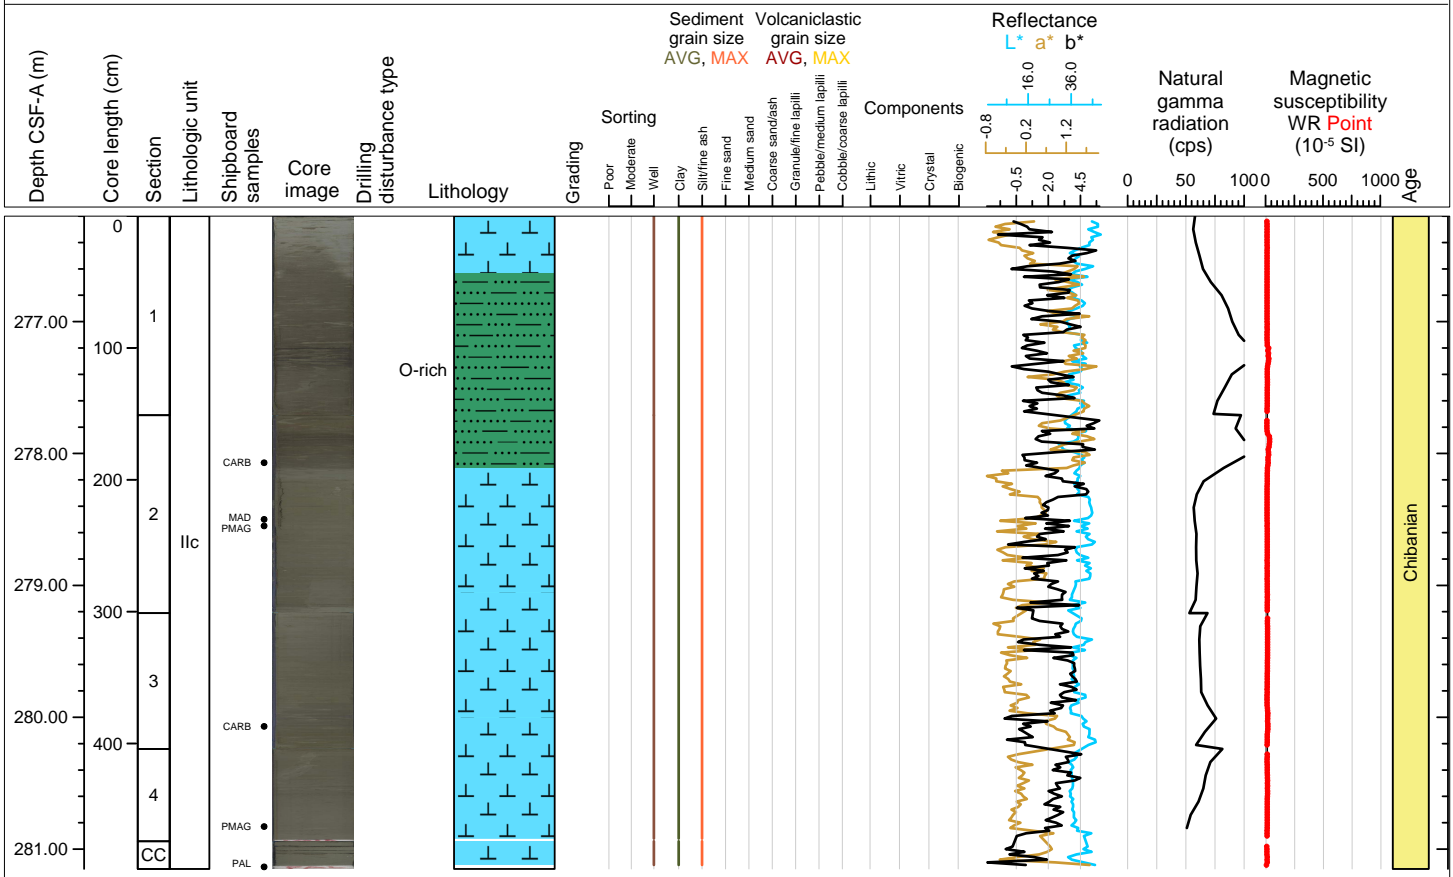 Depth CSF-A (m)
Core length (cm)
Section
Lithologic unit
Shipboard
samples
Core
image
Drilling
disturbance type
Lithology
Grading
Sorting
Poor
Moderate
Well
Sediment
grain size
AVG, MAX
Volcaniclastic
grain size
AVG, MAX
Clay
Silt/fine ash
Fine sand
Medium sand
Coarse sand/ash
Granule/fine lapilli
Pebble/medium lapilli
Cobble/coarse lapilli
Components
Lithic
Vitric
Crystal
Biogenic
Reflectance
L* a* b*
16.0 36.0
-0.8 0.2 1.2
-0.5 2.0 4.5
Natural
gamma
radiation
(cps)
0 50 100
Magnetic
susceptibility
WR Point
(10-5 SI)
0 500 1000
Age
0
277.00
1
100
O-rich
278.00
CARB
200
MAD
PMAG
2
IIc
Chibanian
279.00
300
3
280.00
CARB
400
4
PMAG
281.00
CC
PAL